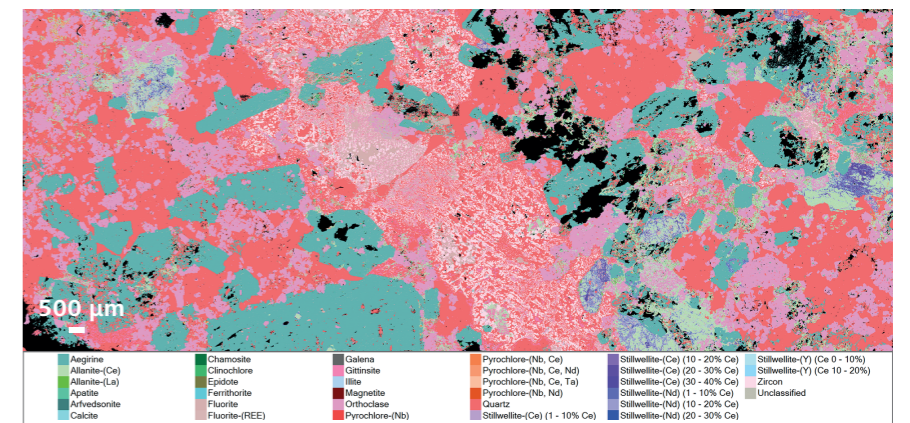 500 µm
Aegirine
Allanite-(Ce)
Allanite-(La)
Apatite
Arfvedsonite
Calcite
Chamosite
Clinochlore
Epidote
Ferrihrite
Fluorite
Fluorite-(REE)
Galena
Gittinsite
Illite
Magnetite
Orthoclase
Pyrochlore-(Nb)
Pyrochlore-(Nb, Ce)
Pyrochlore-(Nb, Ce, Nd)
Pyrochlore-(Nb, Ce, Ta)
Pyrochlore-(Nb, Nd)
Quartz
Stillwellite-(Ce) (1 - 10% Ce)
Stillwellite-(Ce) (10 - 20% Ce)
Stillwellite-(Ce) (20 - 30% Ce)
Stillwellite-(Ce) (30 - 40% Ce)
Stillwellite-(Nd) (1 - 10% Ce)
Stillwellite-(Nd) (10 - 20% Ce)
Stillwellite-(Nd) (20 - 30% Ce)
Stillwellite-(Y) (Ce 0 - 10%)
Stillwellite-(Y) (Ce 10 - 20%)
Zircon
Unclassified